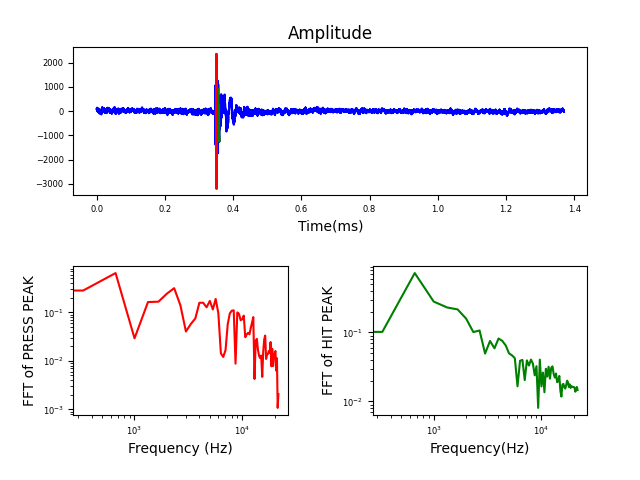 Amplitude
2000
1000
0
−1000
−2000
−3000
0.0 0.2 0.4 0.6 0.8 1.0 1.2 1.4
Time(ms)
FFT of PRESS PEAK
10⁻¹
10⁻²
10⁻³
10³ 10⁴
Frequency (Hz)
FFT of HIT PEAK
10⁻¹
10⁻²
10³ 10⁴
Frequency(Hz)